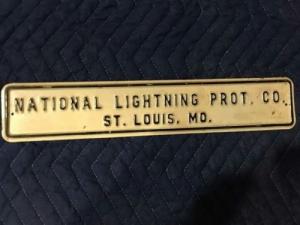 NATIONAL LIGHTNING PROT. CO.
ST. LOUIS, MO.